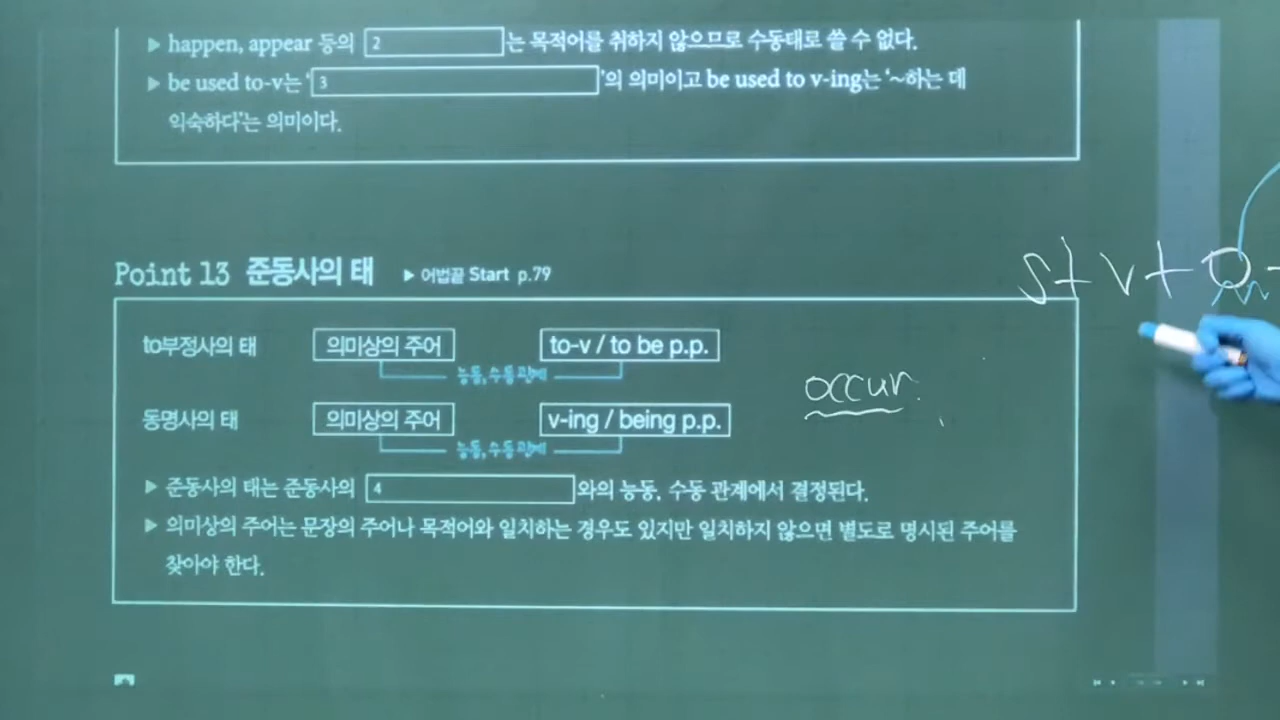 ▶ happen, appear 등의 2 는 목적어를 취하지 않으므로 수동태로 쓸 수 없다.
▶ be used to-v는 ‘3 ’의 의미이고 be used to v-ing는 ‘~하는 데
익숙하다’는 의미이다.
Point 13 준동사의 태 ▶ 어법끝 Start p.79
S + V + O +
to부정사의 태 의미상의 주어 to-v / to be p.p.
능동, 수동 관계
occur.
동명사의 태 의미상의 주어 v-ing / being p.p.
능동, 수동 관계
▶ 준동사의 태는 준동사의 4 와의 능동, 수동 관계에서 결정된다.
▶ 의미상의 주어는 문장의 주어나 목적어와 일치하는 경우도 있지만 일치하지 않으면 별도로 명시된 주어를
찾아야 한다.